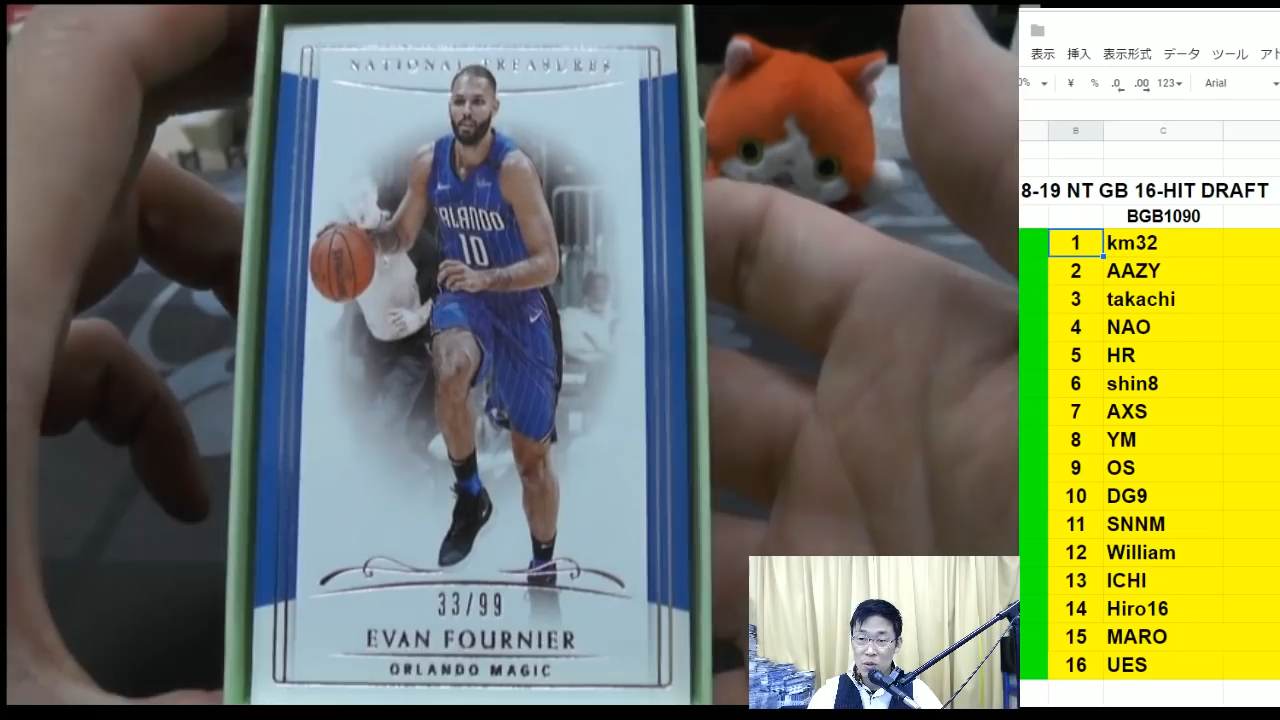 NATIONAL TREASURES
ORLANDO
10
33/99
EVAN FOURNIER
ORLANDO MAGIC
表示 挿入 表示形式 データ ツール アト
0% ¥ % .0 .00 123 Arial
B C
8-19 NT GB 16-HIT DRAFT
BGB1090
1 km32
2 AAZY
3 takachi
4 NAO
5 HR
6 shin8
7 AXS
8 YM
9 OS
10 DG9
11 SNNM
12 William
13 ICHI
14 Hiro16
15 MARO
16 UES